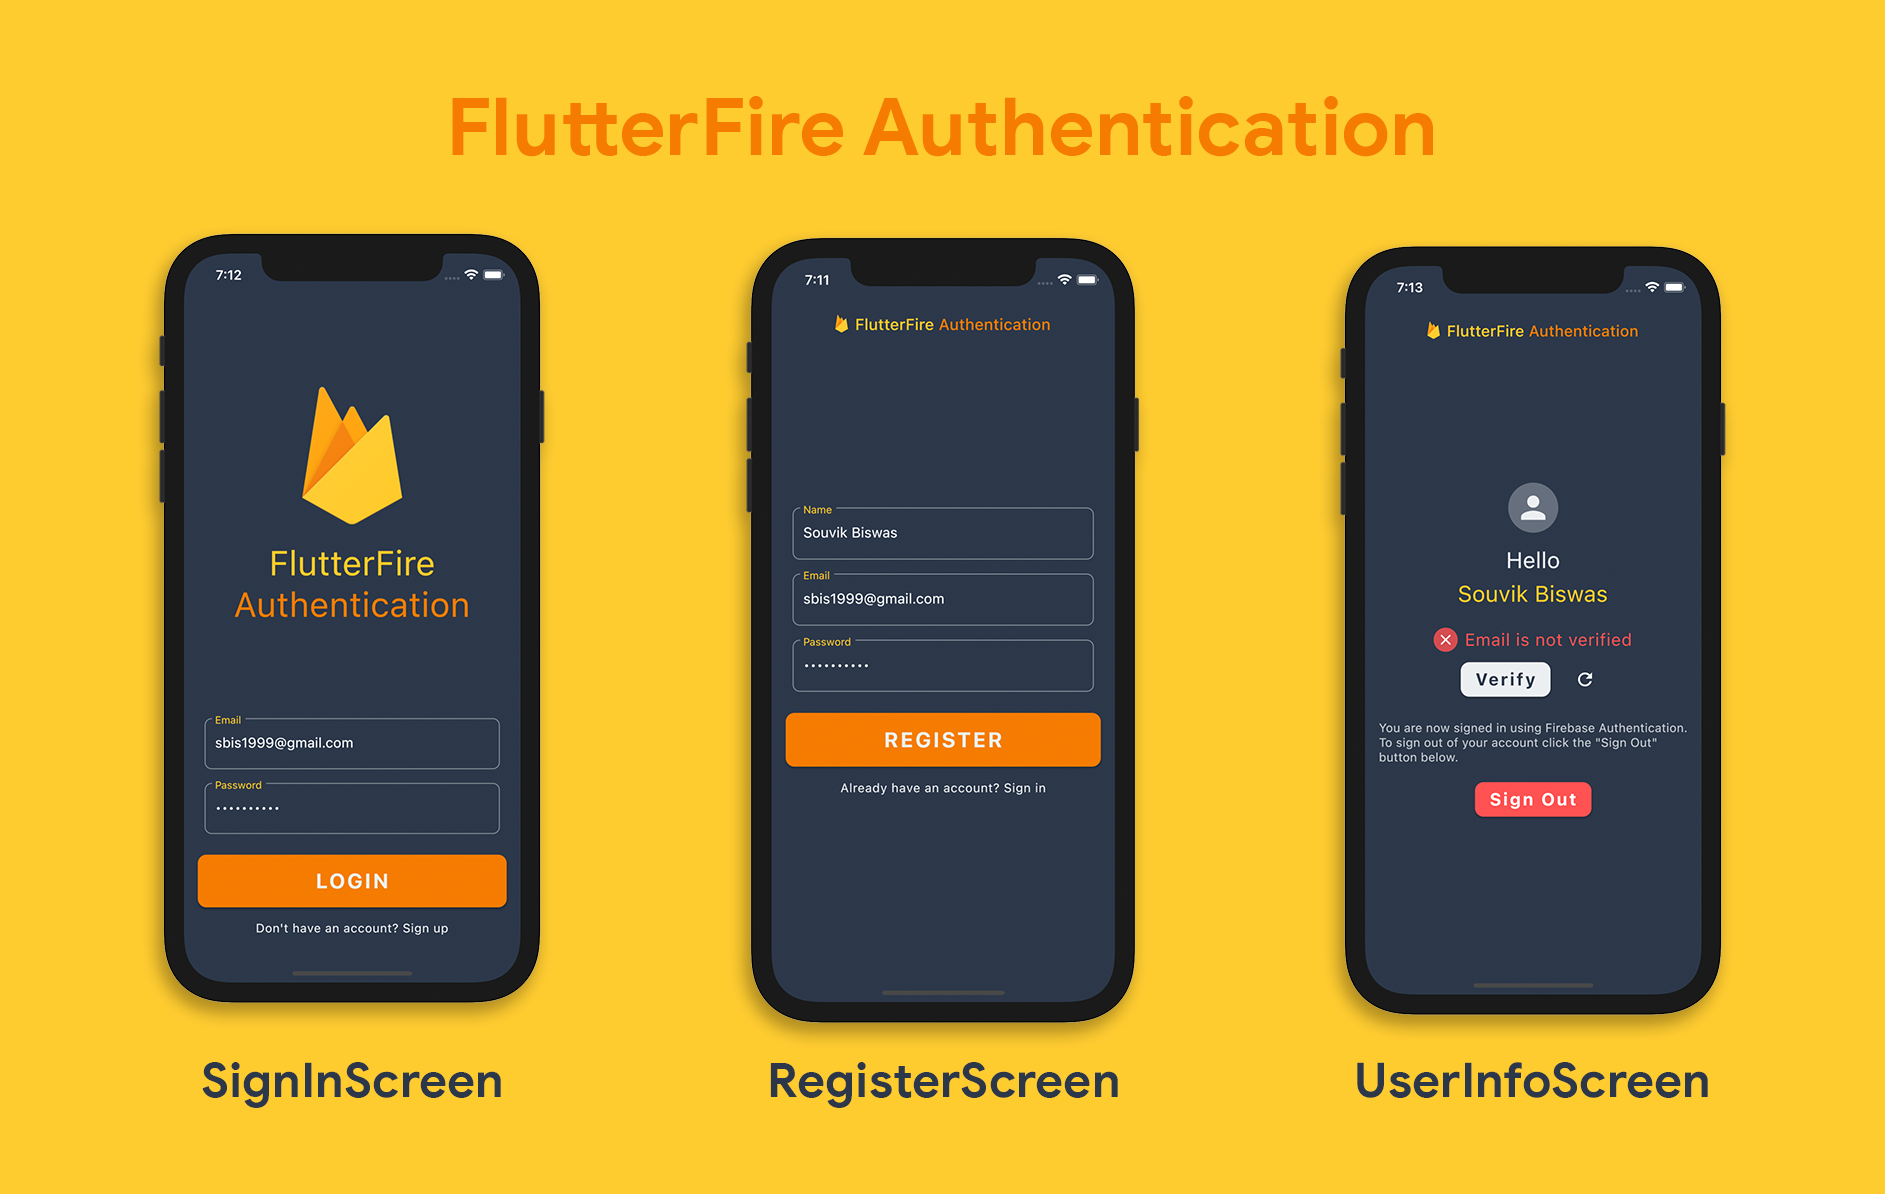 FlutterFire Authentication
7:12
FlutterFire
Authentication
Email
sbis1999@gmail.com
Password
••••••••••
LOGIN
Don't have an account? Sign up
SignInScreen
7:11
FlutterFire Authentication
Name
Souvik Biswas
Email
sbis1999@gmail.com
Password
••••••••••
REGISTER
Already have an account? Sign in
RegisterScreen
7:13
FlutterFire Authentication
Hello
Souvik Biswas
Email is not verified
Verify
You are now signed in using Firebase Authentication.
To sign out of your account click the "Sign Out"
button below.
Sign Out
UserInfoScreen